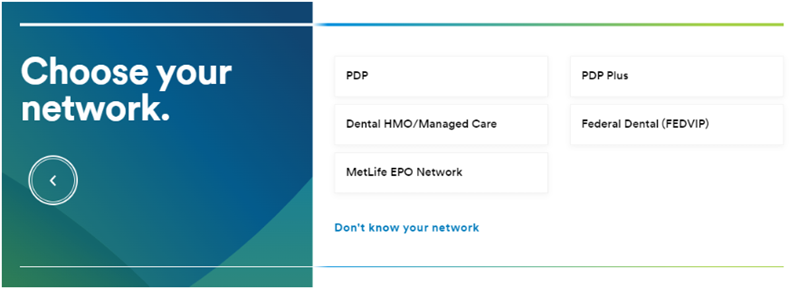 Choose your
network.
PDP
PDP Plus
Dental HMO/Managed Care
Federal Dental (FEDVIP)
MetLife EPO Network
Don't know your network